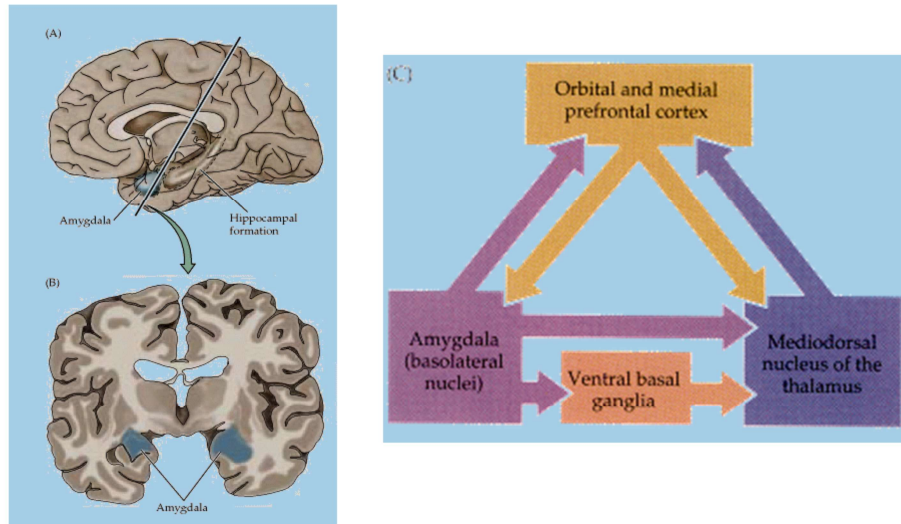 (A)
Amygdala
Hippocampal
formation
(B)
Amygdala
(C)
Orbital and medial
prefrontal cortex
Amygdala
(basolateral
nuclei)
Ventral basal
ganglia
Mediodorsal
nucleus of the
thalamus